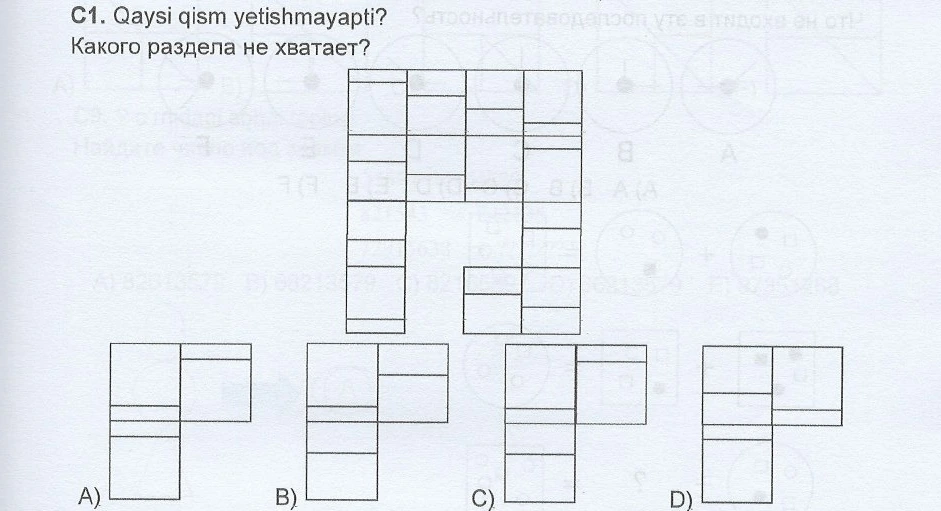 C1. Qaysi qism yetishmayapti?
Какого раздела не хватает?
A) B) C) D)